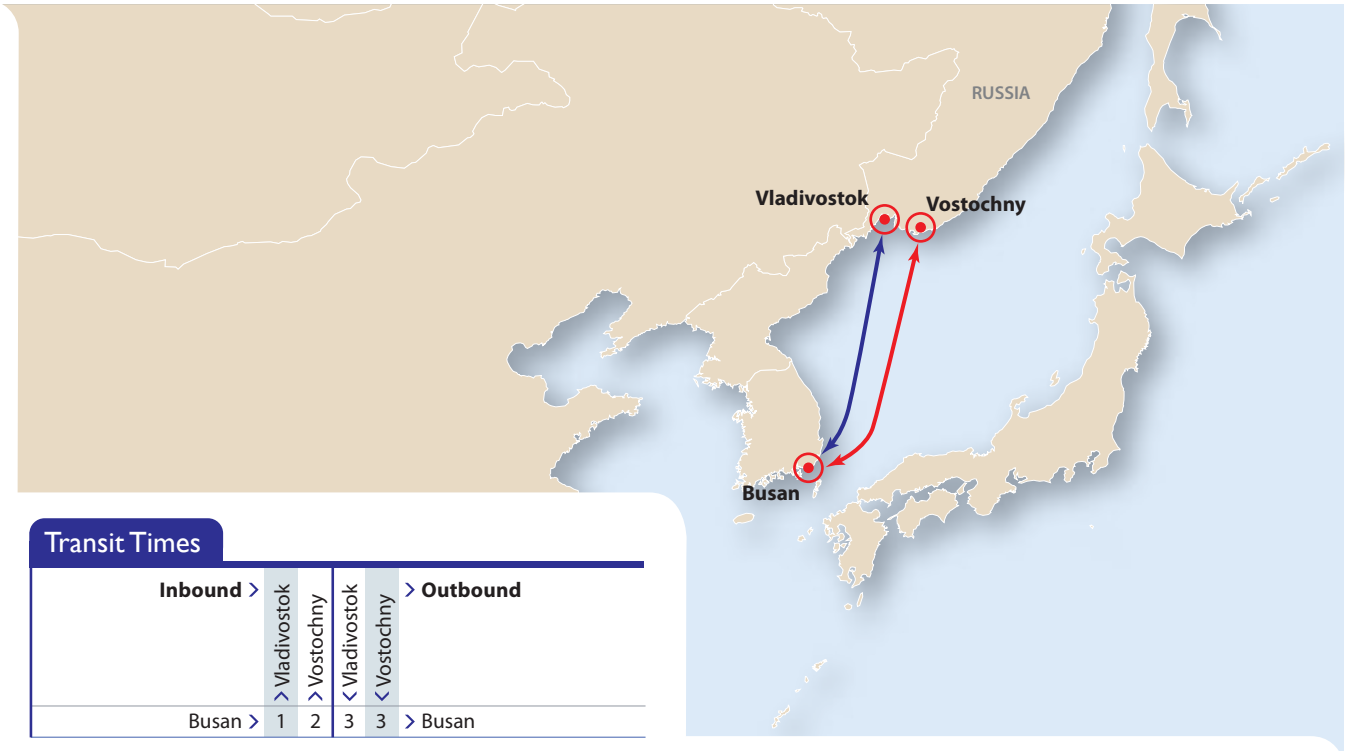 RUSSIA
Vladivostok
Vostochny
Busan
Transit Times
Inbound > > Vladivostok > Vostochny < Vladivostok < Vostochny > Outbound
Busan > 1 2 3 3 > Busan